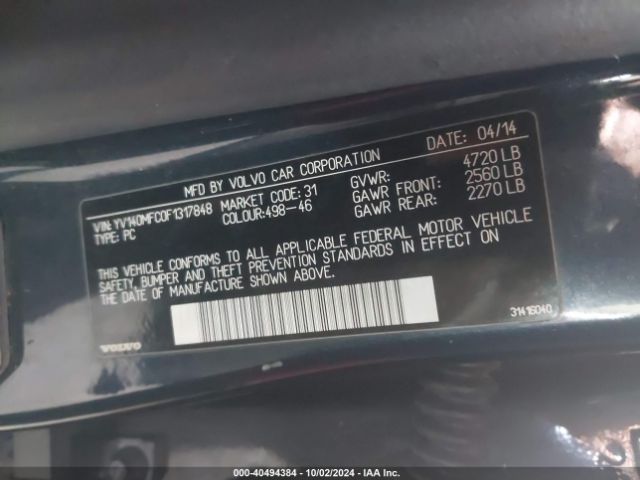 MFD BY VOLVO CAR CORPORATION DATE: 04/14
VIN: YV140MFC0F1317848 MARKET CODE: 31 GVWR: 4720 LB
TYPE: PC COLOUR:498-46 GAWR FRONT: 2560 LB
GAWR REAR: 2270 LB
THIS VEHICLE CONFORMS TO ALL APPLICABLE FEDERAL MOTOR VEHICLE
SAFETY, BUMPER AND THEFT PREVENTION STANDARDS IN EFFECT ON
THE DATE OF MANUFACTURE SHOWN ABOVE.
31416040
VOLVO
000-40494384 | 10/02/2024 - IAA Inc.